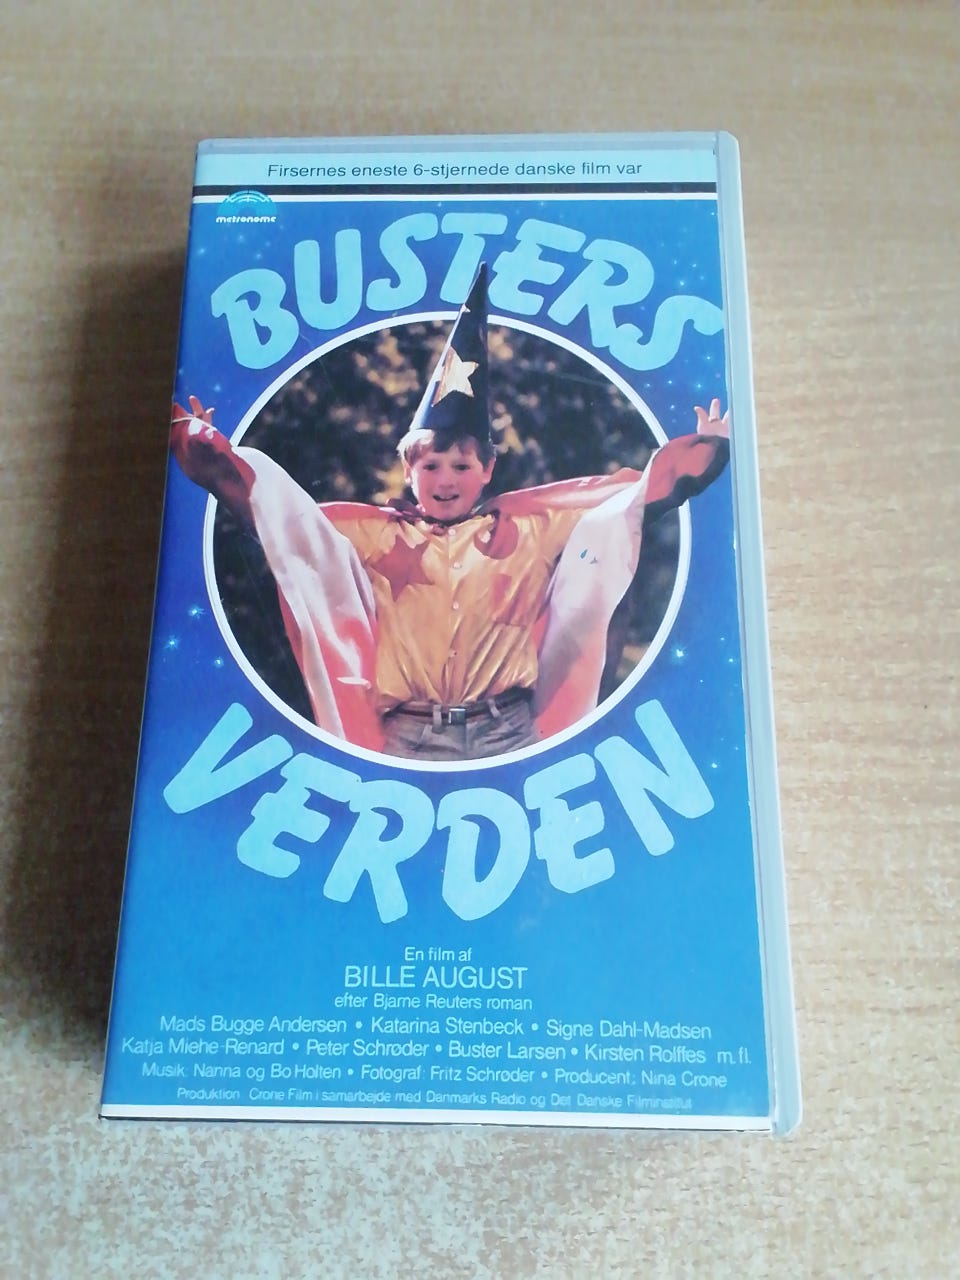 Firsernes eneste 6-stjernede danske film var
metronome
BUSTERS
VERDEN
En film af
BILLE AUGUST
efter Bjarne Reuters roman
Mads Bugge Andersen • Katarina Stenbeck • Signe Dahl-Madsen
Katja Miehe-Renard • Peter Schrøder • Buster Larsen • Kirsten Rolffes m.fl.
Musik: Nanna og Bo Holten • Fotograf: Fritz Schrøder • Producent: Nina Crone
Produktion: Crone Film i samarbejde med Danmarks Radio og Det Danske Filminstitut